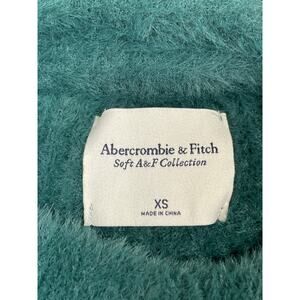 Abercrombie & Fitch
Soft A&F Collection
XS
MADE IN CHINA